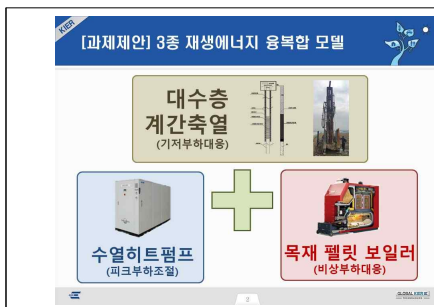 KIER
[과제제안] 3종 재생에너지 융복합 모델
대수층
계간축열
(기저부하대응)
수열히트펌프
(피크부하조절)
목재 펠릿 보일러
(비상부하대응)
2
GLOBAL KIER